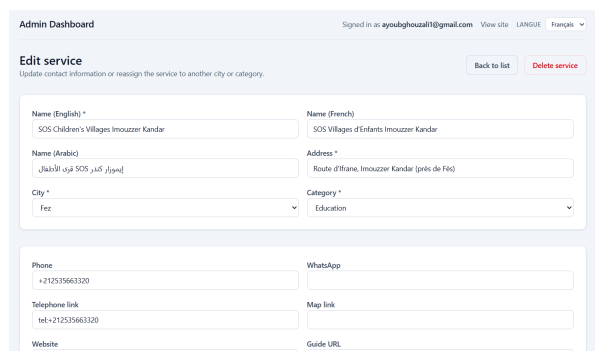 Admin Dashboard
Signed in as ayoubghouzali1@gmail.com View site LANGUE Français
Edit service
Update contact information or reassign the service to another city or category.
Back to list
Delete service
Name (English) *
Name (French)
SOS Children's Villages Imouzzer Kandar
SOS Villages d'Enfants Imouzzer Kandar
Name (Arabic)
Address *
قرى الأطفال SOS إيموزار كندر
Route d'Ifrane, Imouzzer Kandar (près de Fès)
City *
Category *
Fez
Education
Phone
WhatsApp
+212535663320
Telephone link
Map link
tel:+212535663320
Website
Guide URL